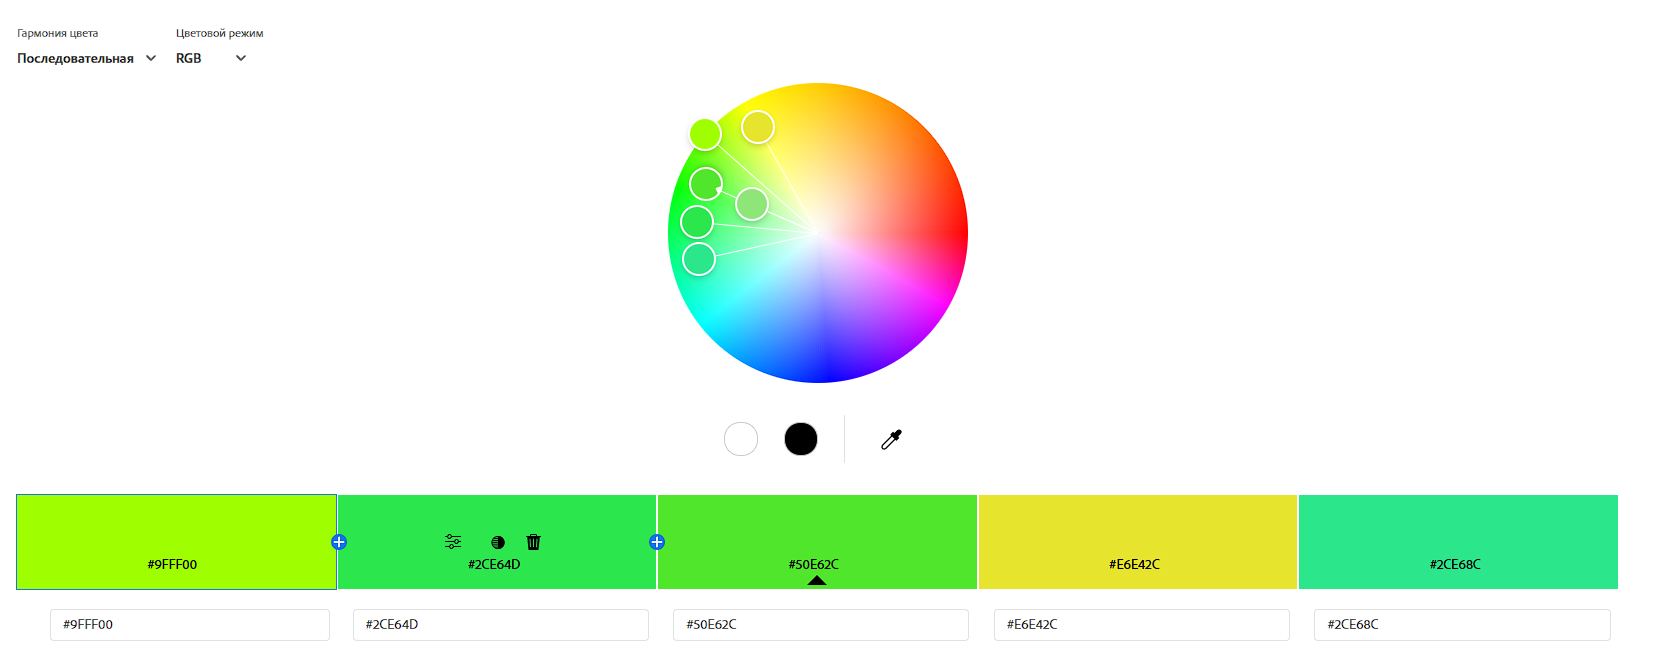 Гармония цвета
Цветовой режим
Последовательная
RGB
#9FFF00
#2CE64D
#50E62C
#E6E42C
#2CE68C
#9FFF00
#2CE64D
#50E62C
#E6E42C
#2CE68C